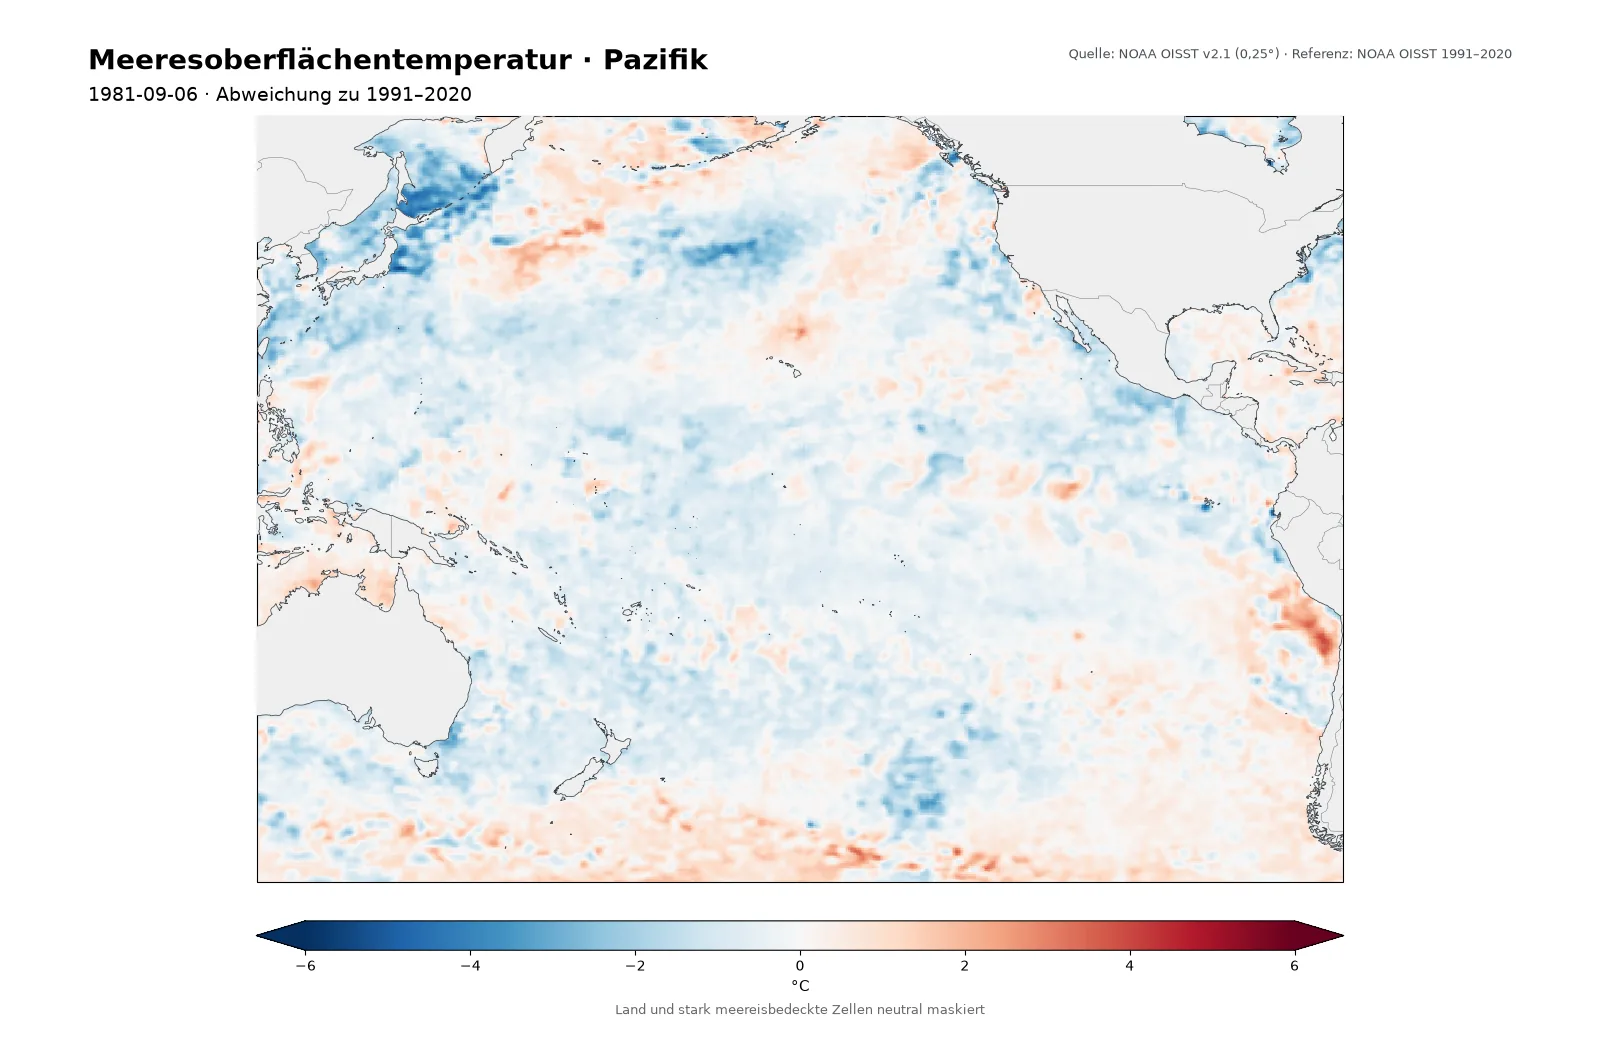 Meeresoberflächentemperatur · Pazifik
Quelle: NOAA OISST v2.1 (0,25°) · Referenz: NOAA OISST 1991–2020
1981-09-06 · Abweichung zu 1991–2020
−6 −4 −2 0 2 4 6
°C
Land und stark meereisbedeckte Zellen neutral maskiert